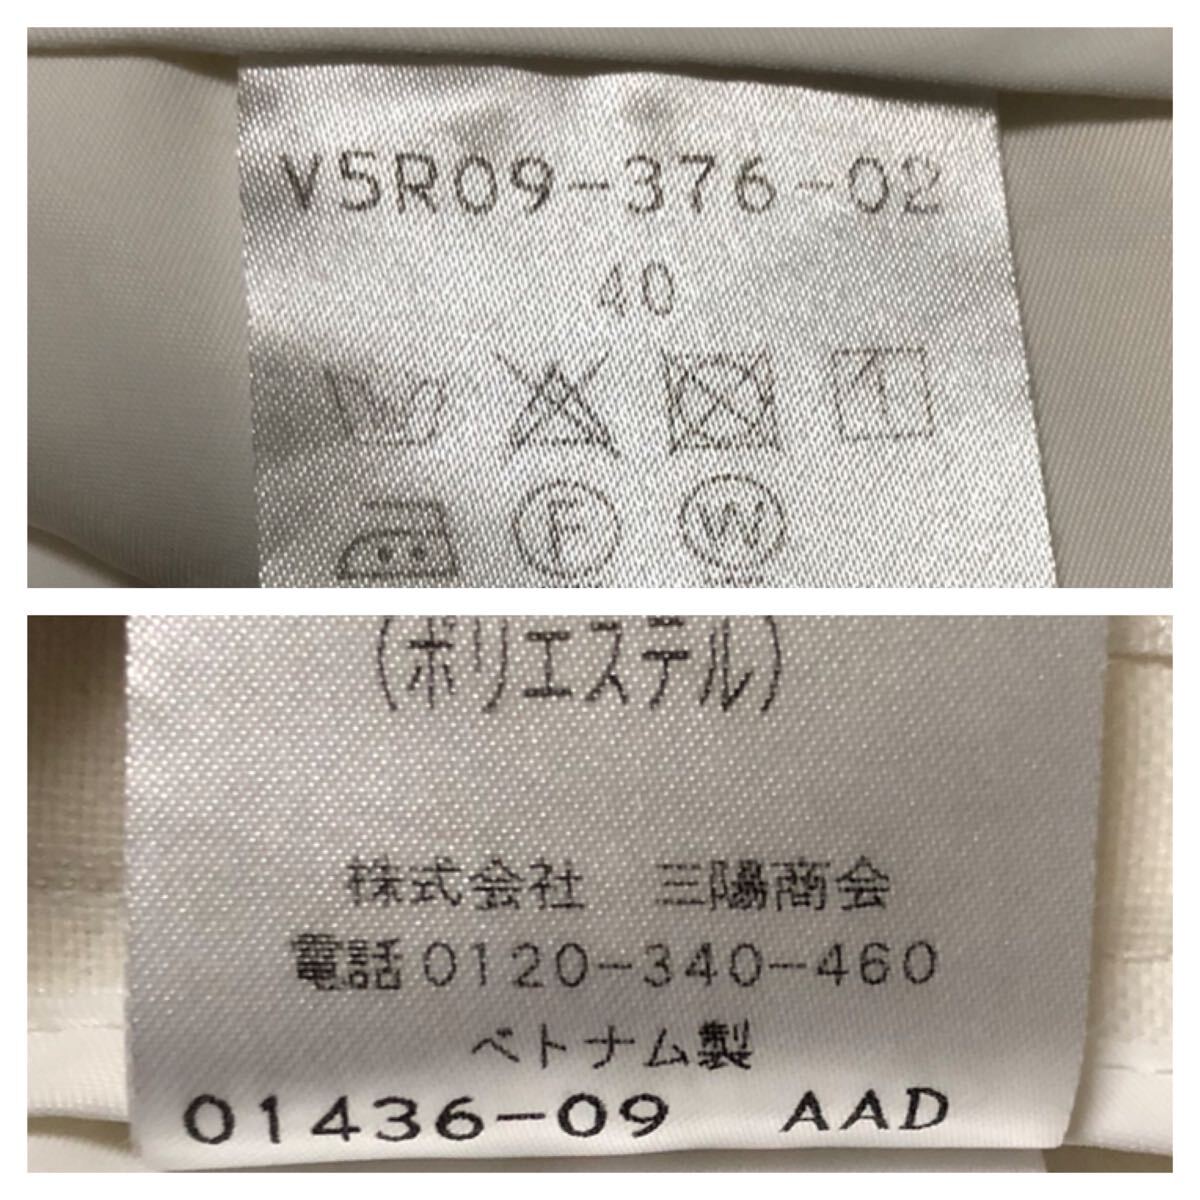 V5R09-376-02
40
F
W
(ポリエステル)
株式会社 三陽商会
電話0120-340-460
ベトナム製
01436-09 AAD